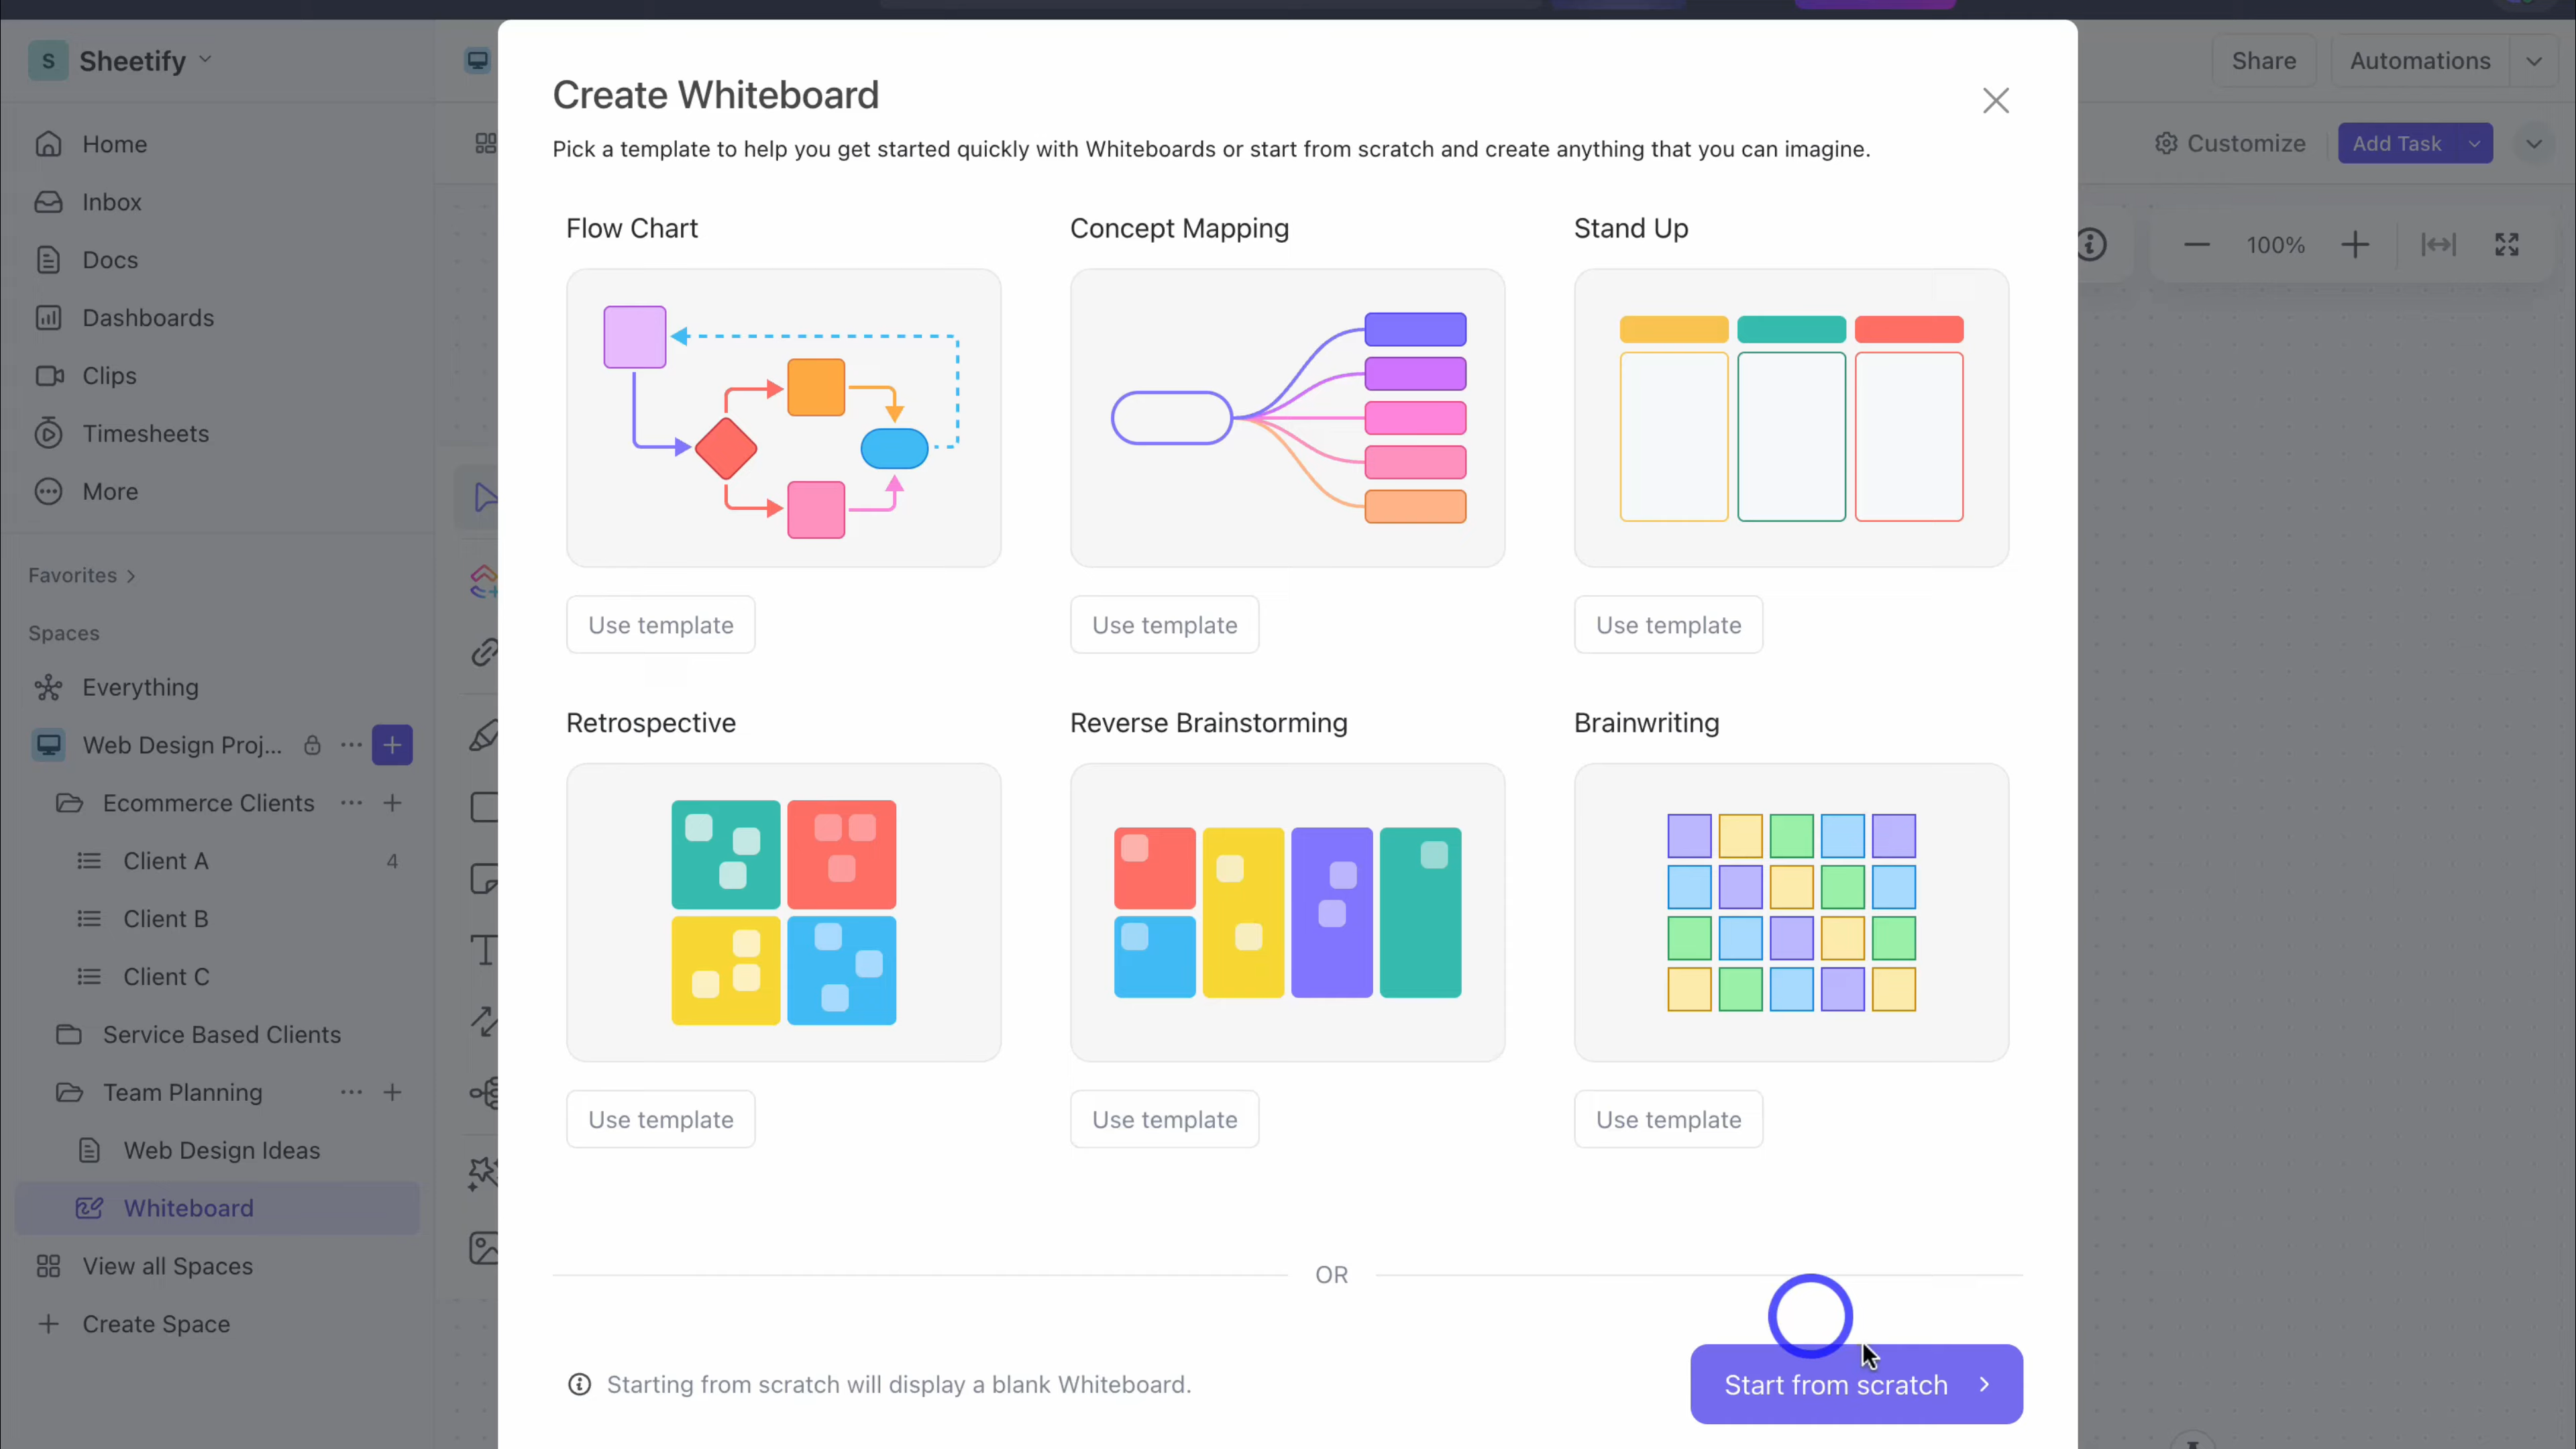 S Sheetify
Share
Automations
Home
Inbox
Docs
Dashboards
Clips
Timesheets
More
Favorites
Spaces
Everything
Web Design Proj...
Ecommerce Clients
Client A 4
Client B
Client C
Service Based Clients
Team Planning
Web Design Ideas
Whiteboard
View all Spaces
Create Space
Customize
Add Task
100%
Create Whiteboard
Pick a template to help you get started quickly with Whiteboards or start from scratch and create anything that you can imagine.
Flow Chart
Concept Mapping
Stand Up
Use template
Use template
Use template
Retrospective
Reverse Brainstorming
Brainwriting
Use template
Use template
Use template
OR
Starting from scratch will display a blank Whiteboard.
Start from scratch